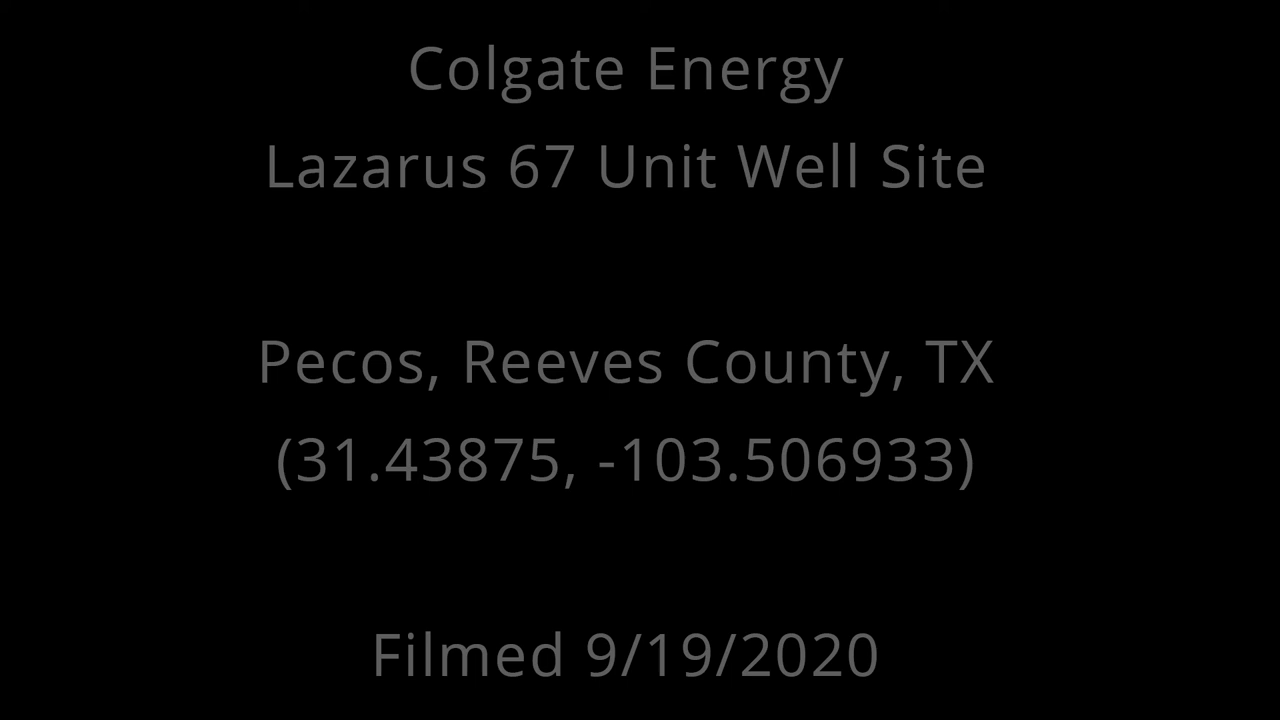 Colgate Energy
Lazarus 67 Unit Well Site
Pecos, Reeves County, TX
(31.43875, -103.506933)
Filmed 9/19/2020